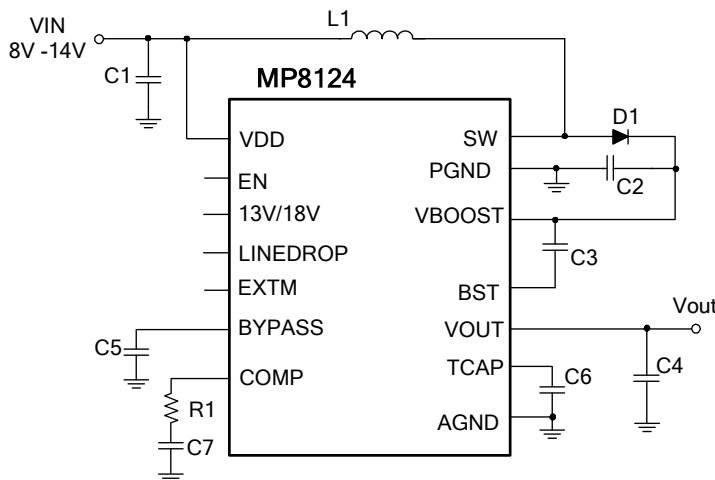 VIN
8V -14V
L1
C1
MP8124
D1
VDD
SW
PGND
C2
EN
13V/18V
VBOOST
LINEDROP
C3
EXTM
BST
Vout
BYPASS
VOUT
C5
C4
COMP
TCAP
C6
R1
AGND
C7